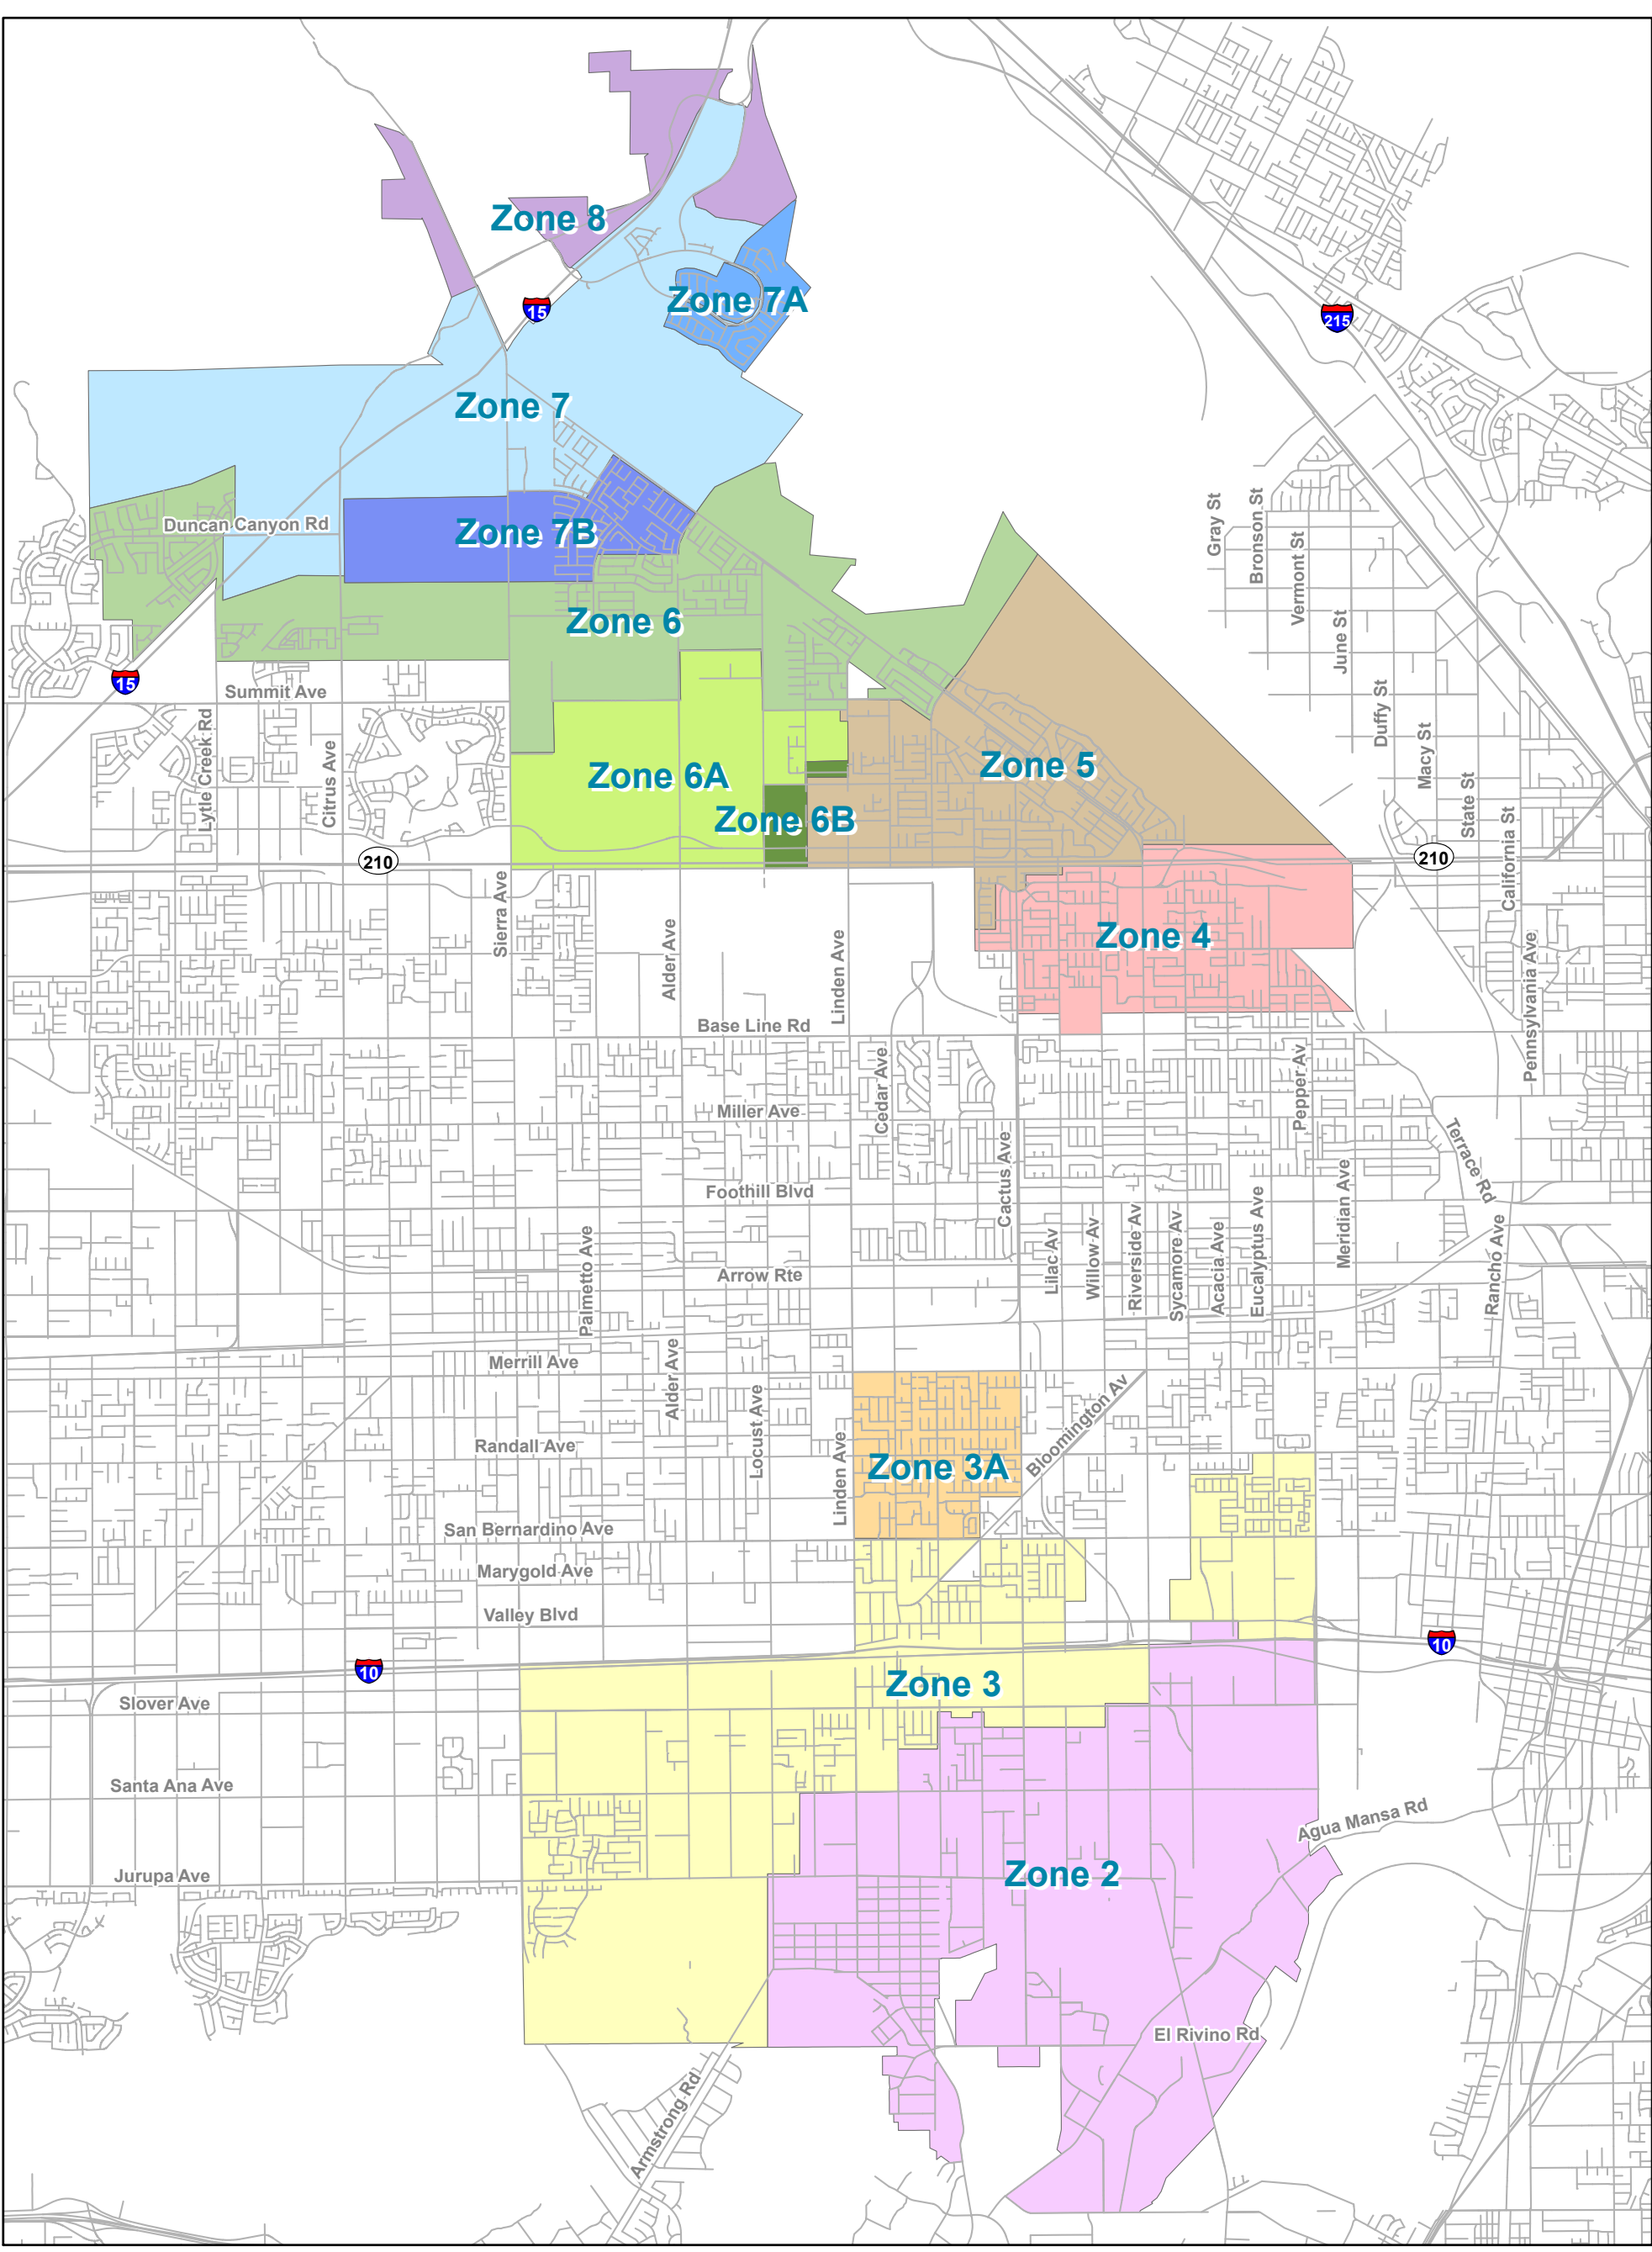 Zone 8
Zone 7A
15
215
Zone 7
Duncan Canyon Rd
Zone 7B
Gray St
Bronson St
Vermont St
Zone 6
June St
15
Summit Ave
Duffy St
Lytle Creek Rd
Citrus Ave
Macy St
Zone 5
Zone 6A
State St
Zone 6B
California St
210
210
Sierra Ave
Alder Ave
Linden Ave
Zone 4
Pennsylvania Ave
Base Line Rd
Cedar Ave
Pepper Av
Miller Ave
Terrace Rd
Cactus Ave
Foothill Blvd
Meridian Ave
Palmetto Ave
Lilac Av
Willow Av
Riverside Av
Sycamore Av
Acacia Ave
Eucalyptus Ave
Rancho Ave
Arrow Rte
Merrill Ave
Alder Ave
Locust Ave
Bloomington Av
Randall Ave
Linden Ave
Zone 3A
San Bernardino Ave
Marygold Ave
Valley Blvd
10
10
Zone 3
Slover Ave
Santa Ana Ave
Agua Mansa Rd
Jurupa Ave
Zone 2
El Rivino Rd
Armstrong Rd